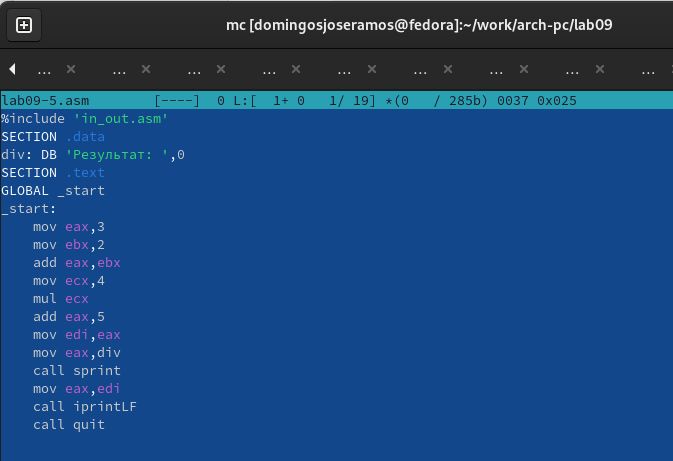 mc [domingosjoseramos@fedora]:~/work/arch-pc/lab09
... × ... × ... × ... × ... × ... × ... × ... × ...
lab09-5.asm [----] 0 L:[ 1+ 0 1/ 19] *(0 / 285b) 0037 0x025
%include 'in_out.asm'
SECTION .data
div: DB 'Результат: ',0
SECTION .text
GLOBAL _start
_start:
mov eax,3
mov ebx,2
add eax,ebx
mov ecx,4
mul ecx
add eax,5
mov edi,eax
mov eax,div
call sprint
mov eax,edi
call iprintLF
call quit